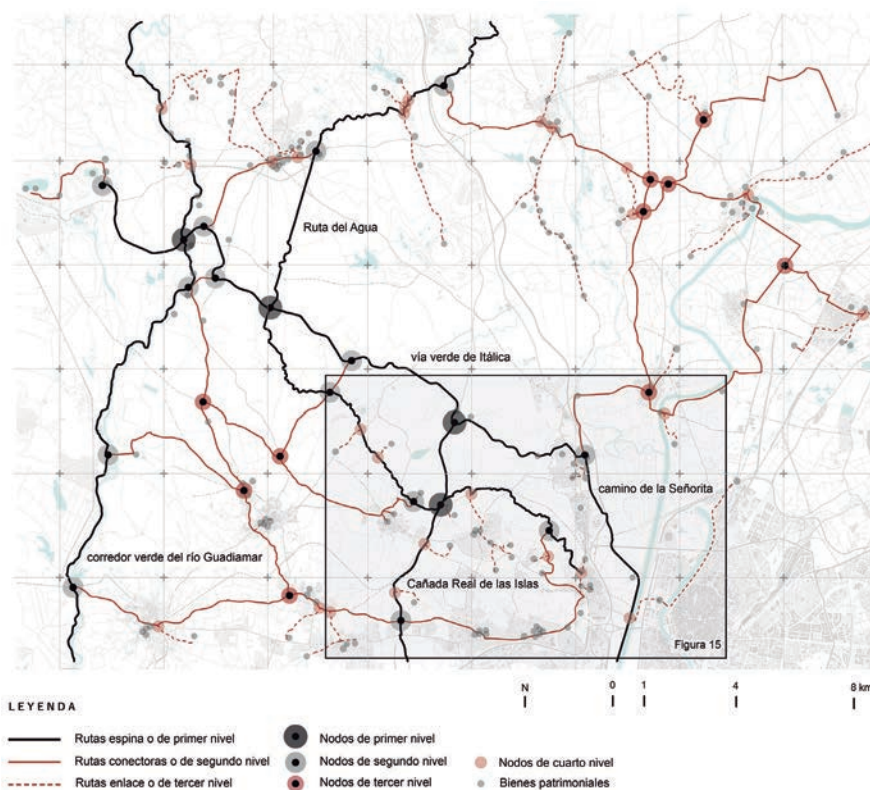 Ruta del Agua
vía verde de Itálica
camino de la Señorita
corredor verde del río Guadiamar
Cañada Real de las Islas
Figura 15
N 0 1 4 8 km
LEYENDA
Rutas espina o de primer nivel
Rutas conectoras o de segundo nivel
Rutas enlace o de tercer nivel
Nodos de primer nivel
Nodos de segundo nivel
Nodos de tercer nivel
Nodos de cuarto nivel
Bienes patrimoniales